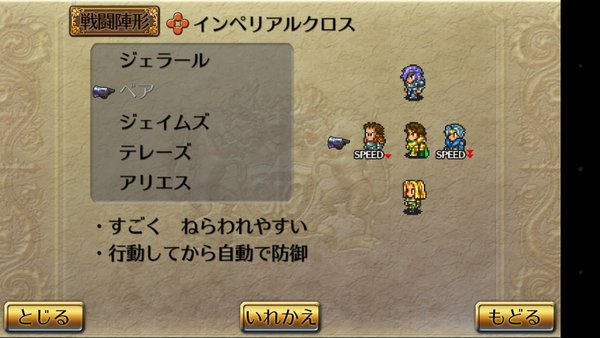 戦闘陣形 インペリアルクロス
ジェラール
ベア
ジェイムズ
テレーズ
アリエス
SPEED SPEED
・すごく ねらわれやすい
・行動してから自動で防御
とじる いれかえ もどる